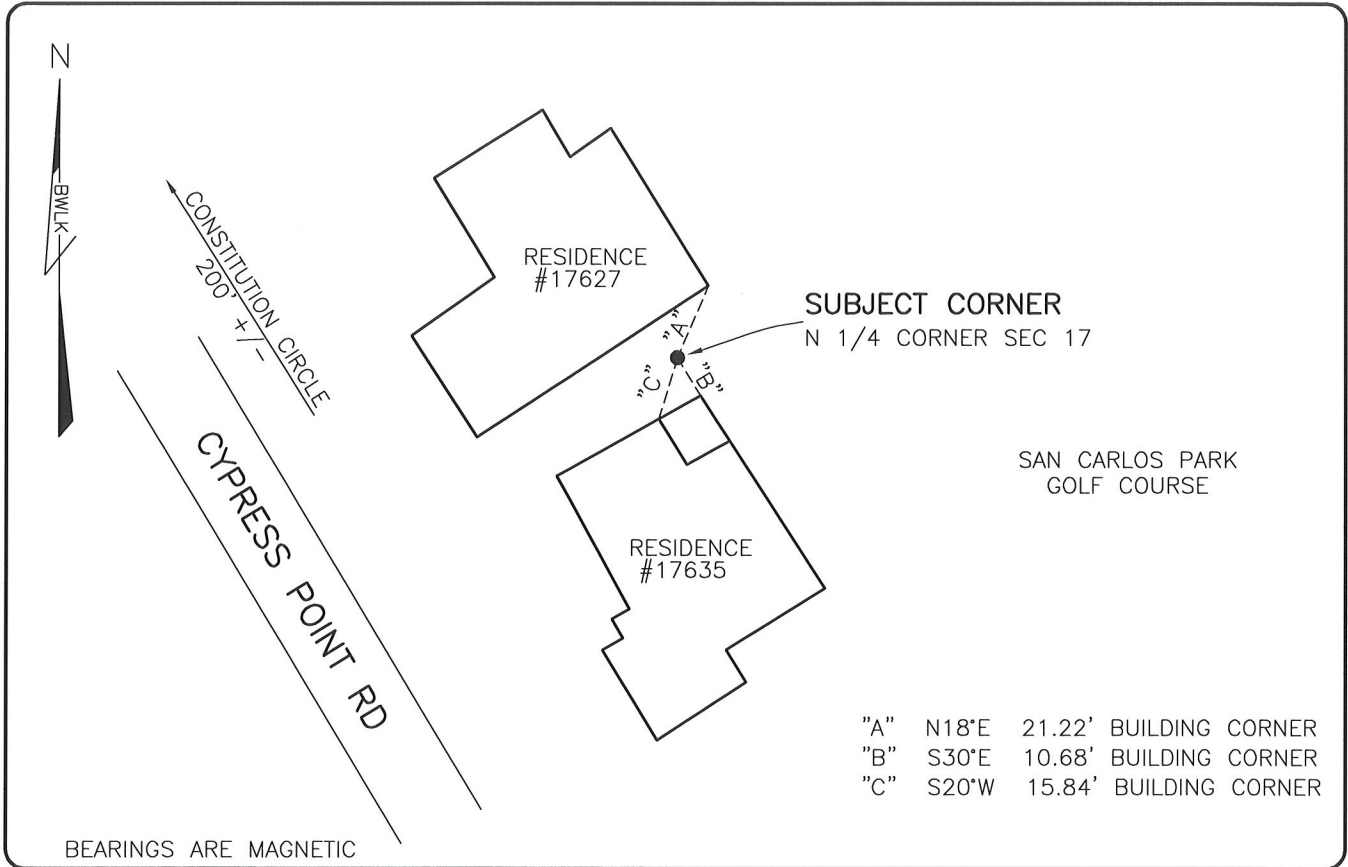 N
BWLK
CONSTITUTION CIRCLE
200' +/-
RESIDENCE
#17627
"A"
SUBJECT CORNER
N 1/4 CORNER SEC 17
"C"
"B"
CYPRESS POINT RD
SAN CARLOS PARK
GOLF COURSE
RESIDENCE
#17635
"A" N18°E 21.22' BUILDING CORNER
"B" S30°E 10.68' BUILDING CORNER
"C" S20°W 15.84' BUILDING CORNER
BEARINGS ARE MAGNETIC